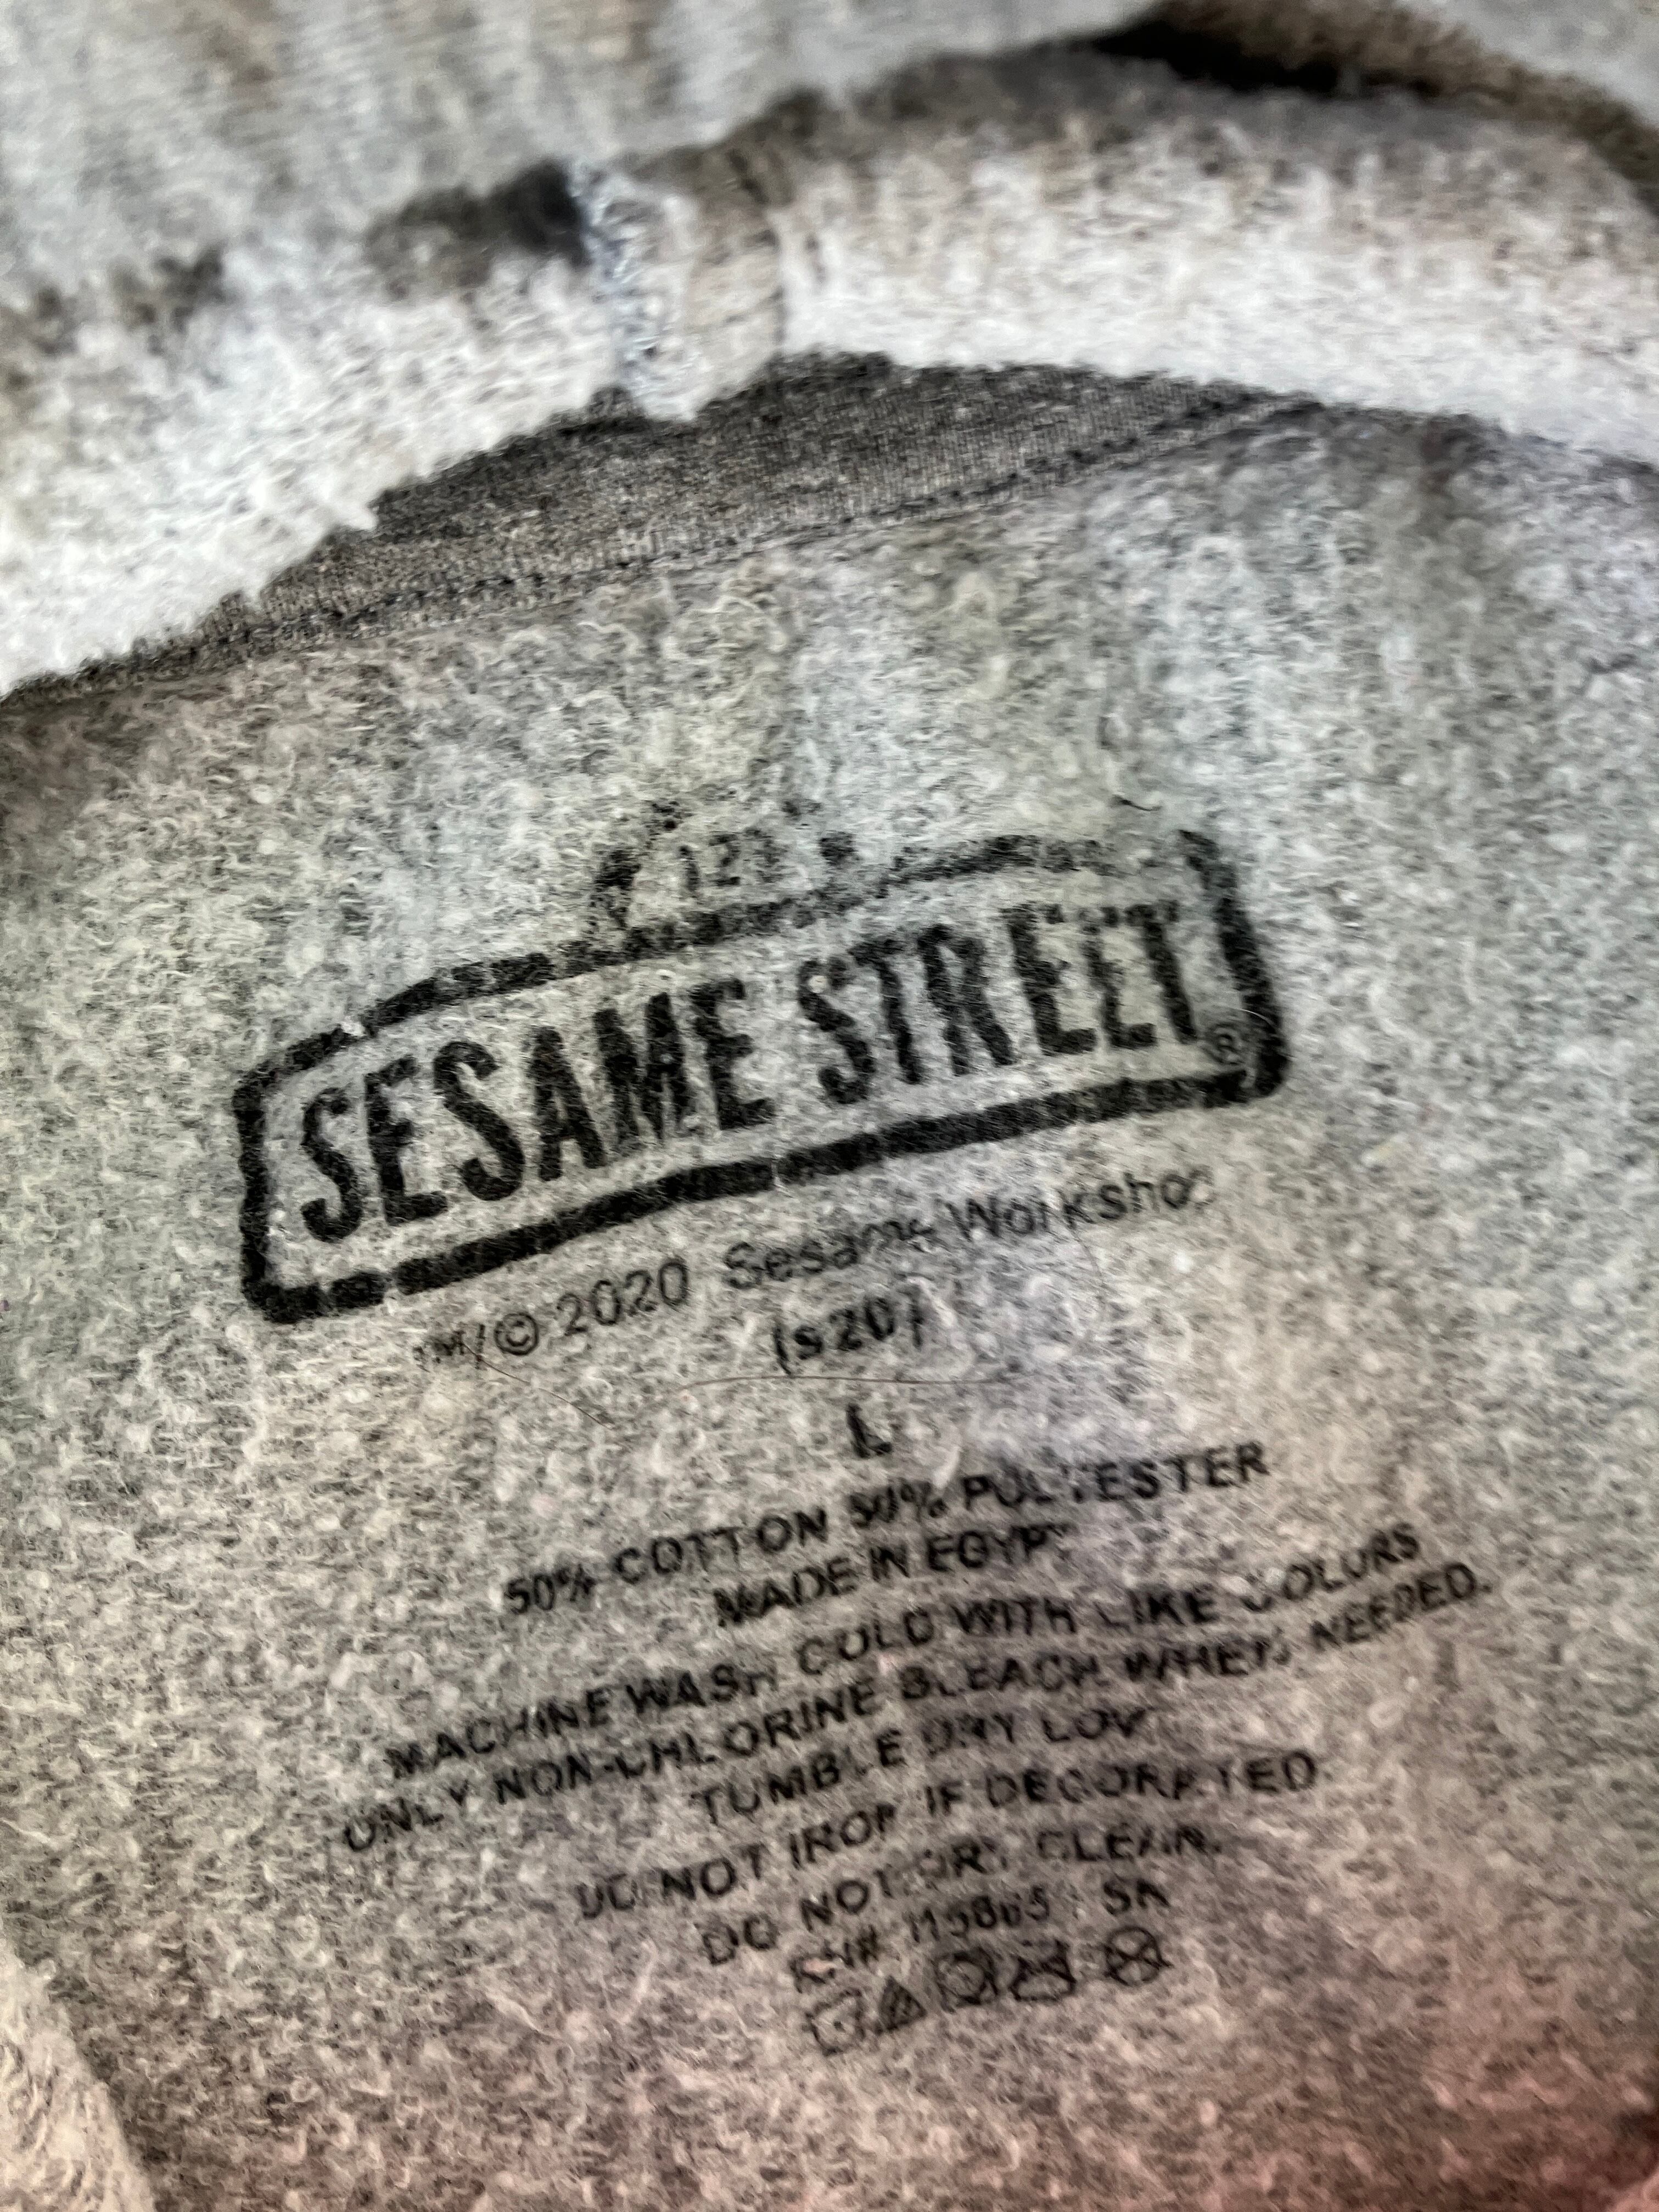 123
SESAME STREET®
TM/© 2020 Sesame Workshop
(s20)
L
50% COTTON 50% POLYESTER
MADE IN EGYPT
MACHINE WASH COLD WITH LIKE COLORS
ONLY NON-CHLORINE BLEACH WHEN NEEDED.
TUMBLE DRY LOW
DO NOT IRON IF DECORATED.
DO NOT DRY CLEAN.
RN#